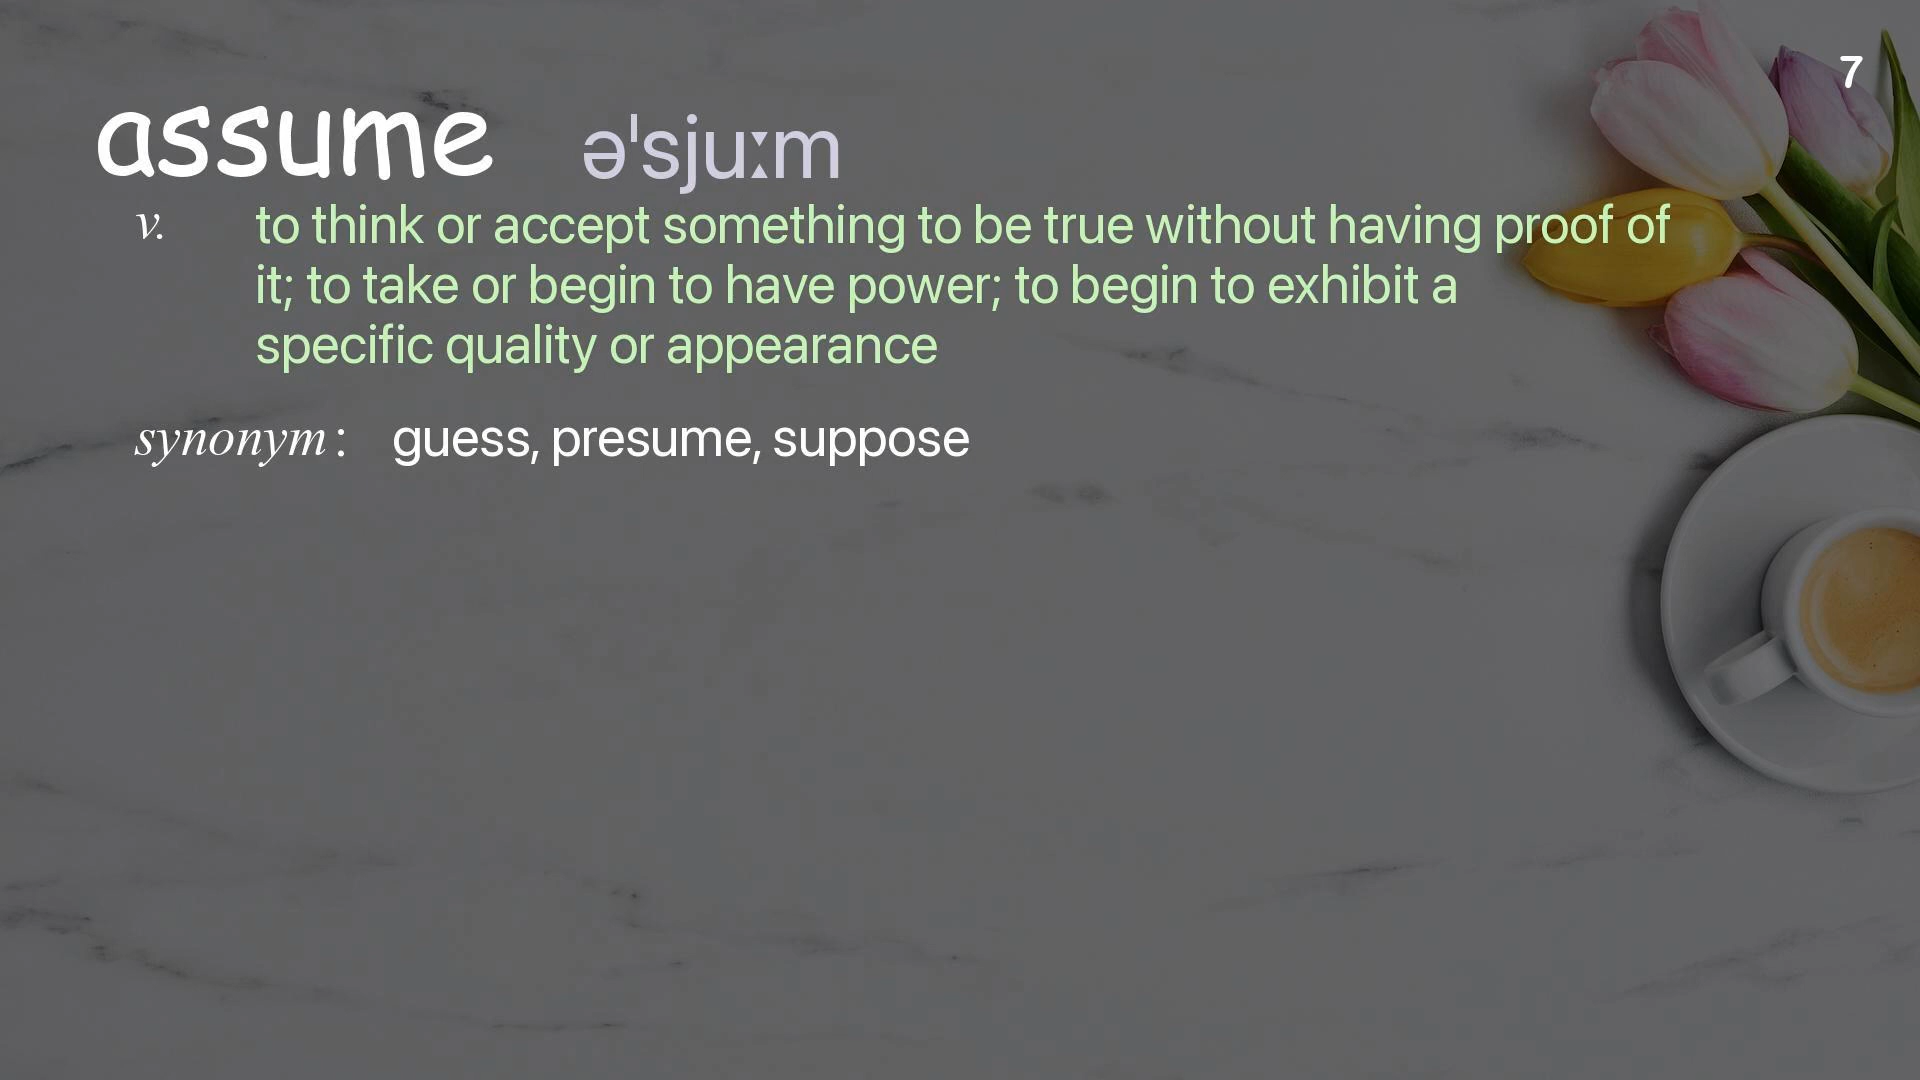 7
assume əˈsjuːm
v. to think or accept something to be true without having proof of
it; to take or begin to have power; to begin to exhibit a
specific quality or appearance
synonym : guess, presume, suppose